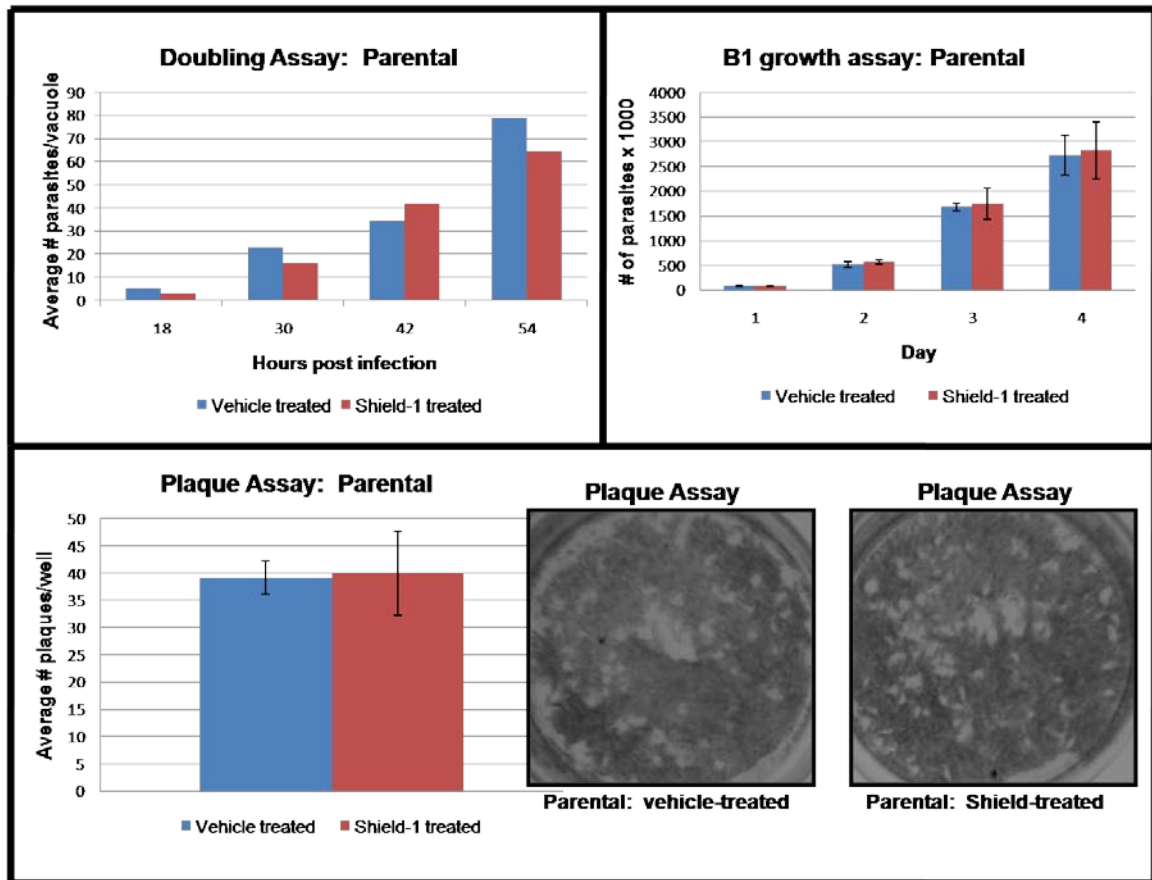 Doubling Assay: Parental
Average # parasites/vacuole
90
80
70
60
50
40
30
20
10
0
18 30 42 54
Hours post infection
Vehicle treated Shield-1 treated
B1 growth assay: Parental
# of parasites x 1000
4000
3500
3000
2500
2000
1500
1000
500
0
1 2 3 4
Day
Vehicle treated Shield-1 treated
Plaque Assay: Parental
Average # plaques/well
50
45
40
35
30
25
20
15
10
5
0
Vehicle treated Shield-1 treated
Plaque Assay
Parental: vehicle-treated
Plaque Assay
Parental: Shield-treated